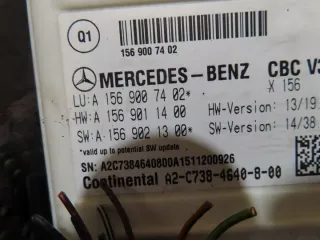 Q1
156 900 74 02
MERCEDES-BENZ CBC V3
X 156
LU: A 156 900 74 02*
HW: A 156 901 14 00 HW-Version: 13/19
SW: A 156 902 13 00* SW-Version: 14/38
*valid up to potential SW update
SN: A2C7384640800A1511200926
Continental A2-C738-4640-8-00